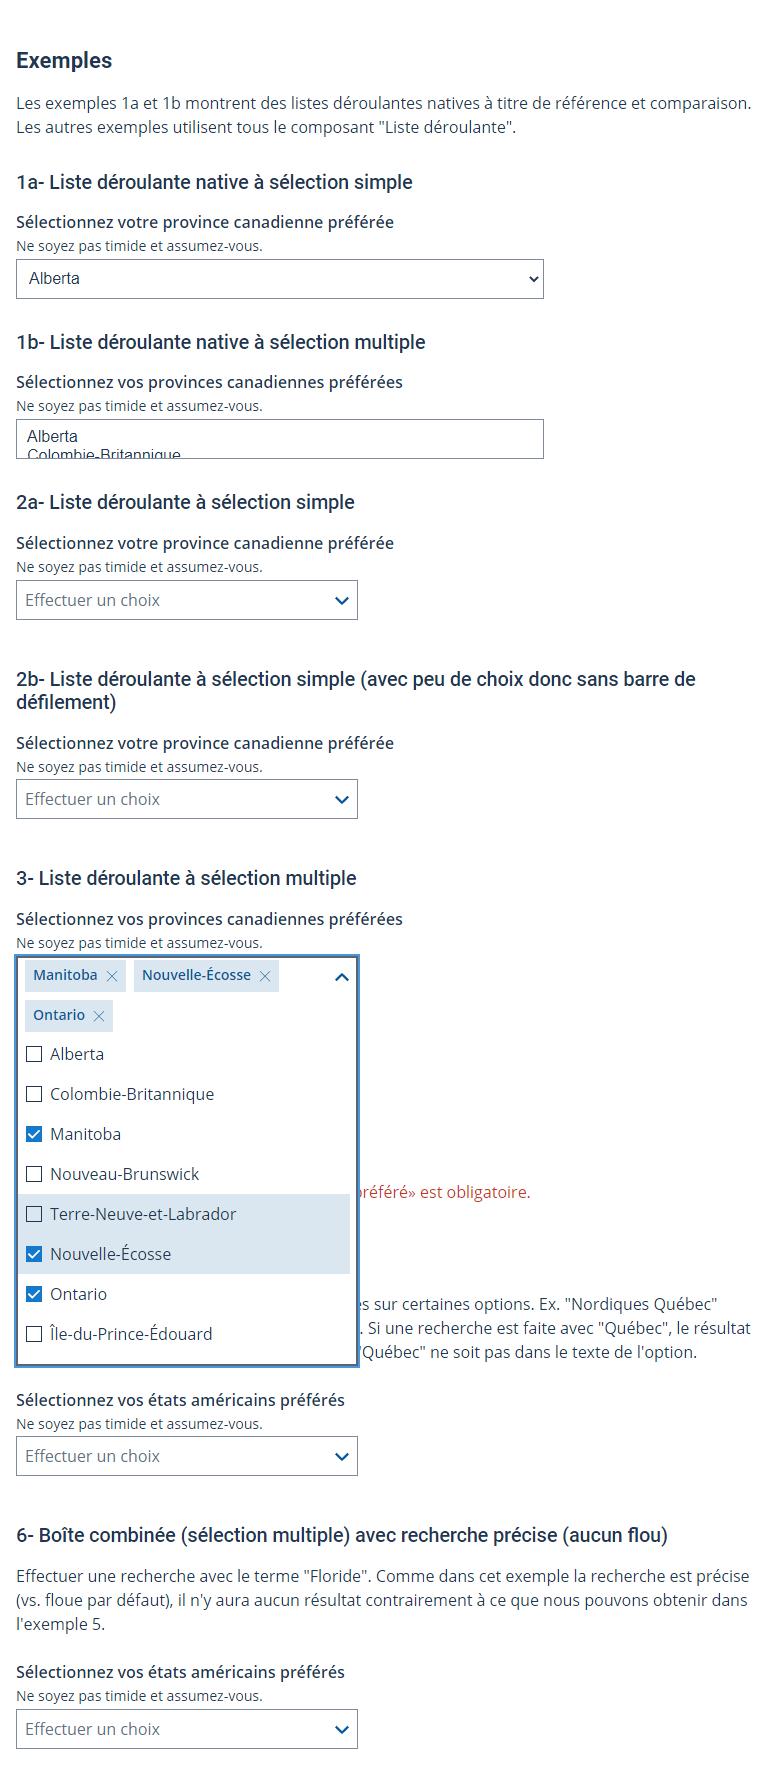 Exemples
Les exemples 1a et 1b montrent des listes déroulantes natives à titre de référence et comparaison.
Les autres exemples utilisent tous le composant "Liste déroulante".
1a- Liste déroulante native à sélection simple
Sélectionnez votre province canadienne préférée
Ne soyez pas timide et assumez-vous.
Alberta
1b- Liste déroulante native à sélection multiple
Sélectionnez vos provinces canadiennes préférées
Ne soyez pas timide et assumez-vous.
Alberta
Colombie-Britannique
2a- Liste déroulante à sélection simple
Sélectionnez votre province canadienne préférée
Ne soyez pas timide et assumez-vous.
Effectuer un choix
2b- Liste déroulante à sélection simple (avec peu de choix donc sans barre de
défilement)
Sélectionnez votre province canadienne préférée
Ne soyez pas timide et assumez-vous.
Effectuer un choix
3- Liste déroulante à sélection multiple
Sélectionnez vos provinces canadiennes préférées
Ne soyez pas timide et assumez-vous.
Manitoba Nouvelle-Écosse
Ontario
Alberta
Colombie-Britannique
Manitoba
Nouveau-Brunswick
préféré» est obligatoire.
Terre-Neuve-et-Labrador
Nouvelle-Écosse
Ontario
sur certaines options. Ex. "Nordiques Québec"
Île-du-Prince-Édouard
. Si une recherche est faite avec "Québec", le résultat
"Québec" ne soit pas dans le texte de l'option.
Sélectionnez vos états américains préférés
Ne soyez pas timide et assumez-vous.
Effectuer un choix
6- Boîte combinée (sélection multiple) avec recherche précise (aucun flou)
Effectuer une recherche avec le terme "Floride". Comme dans cet exemple la recherche est précise
(vs. floue par défaut), il n'y aura aucun résultat contrairement à ce que nous pouvons obtenir dans
l'exemple 5.
Sélectionnez vos états américains préférés
Ne soyez pas timide et assumez-vous.
Effectuer un choix